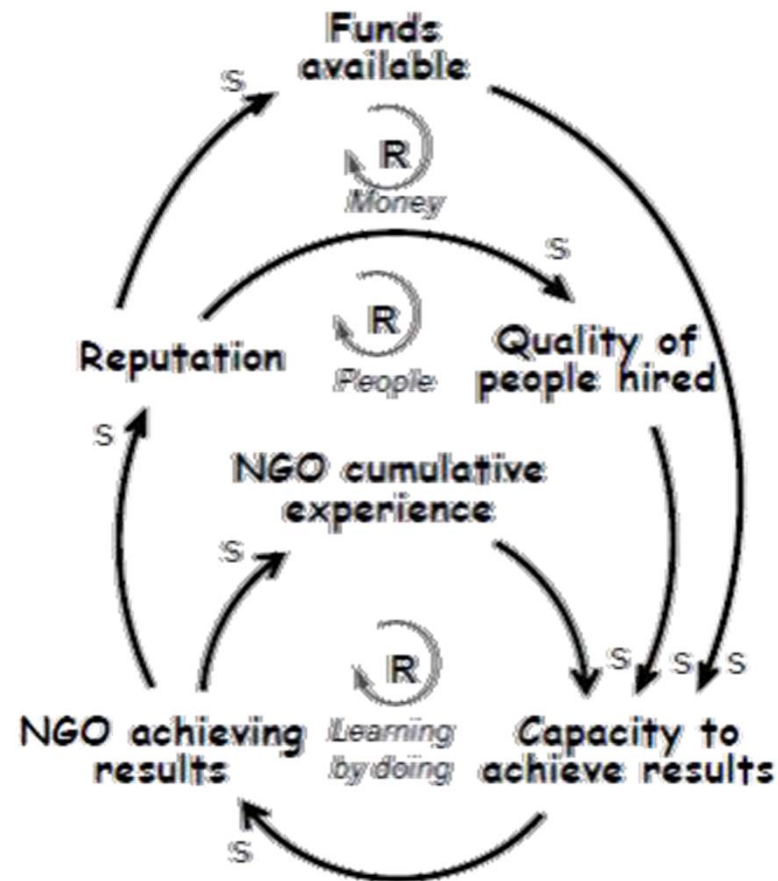 Funds
available
S
R
Money
S
R
People
Reputation
Quality of
people hired
S
NGO cumulative
experience
S
R
Learning
by doing
S
S
S
NGO achieving
results
Capacity to
achieve results
S